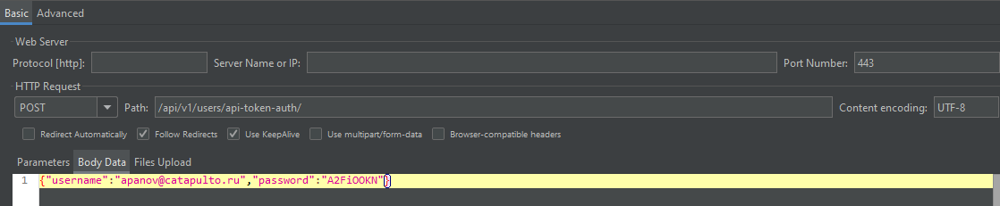 Basic Advanced
Web Server
Protocol [http]: Server Name or IP: Port Number: 443
HTTP Request
POST Path: /api/v1/users/api-token-auth/ Content encoding: UTF-8
Redirect Automatically Follow Redirects Use KeepAlive Use multipart/form-data Browser-compatible headers
Parameters Body Data Files Upload
1 {"username":"apanov@catapulto.ru","password":"A2FiOOKN"}